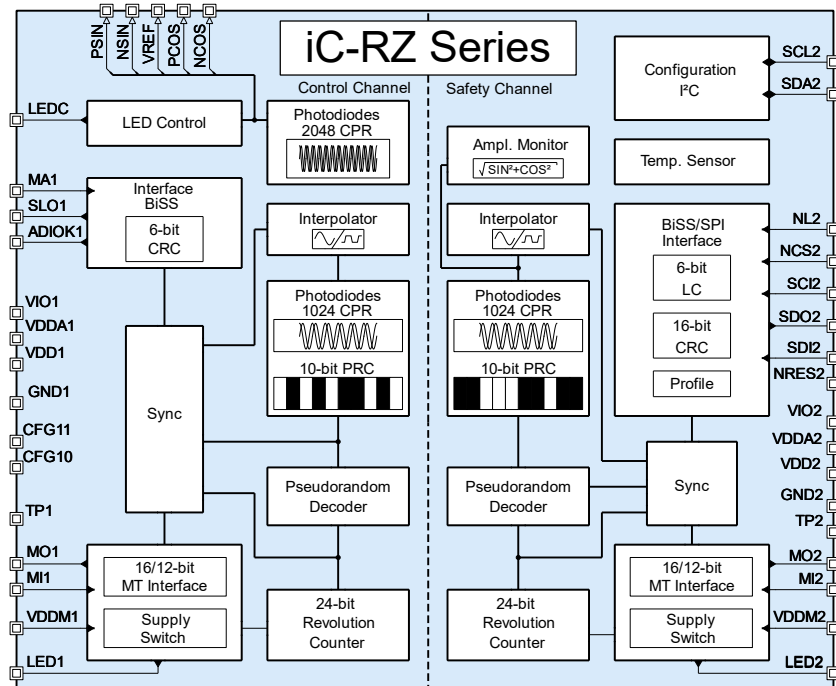 PSIN
NSIN
VREF
PCOS
NCOS
iC-RZ Series
Control Channel
Safety Channel
LEDC
LED Control
Photodiodes
2048 CPR
Configuration
I²C
SCL2
SDA2
Ampl. Monitor
√SIN²+COS²
Temp. Sensor
MA1
SLO1
ADIOK1
Interface
BiSS
6-bit
CRC
Interpolator
Interpolator
BiSS/SPI
Interface
6-bit
LC
16-bit
CRC
Profile
NL2
NCS2
SCI2
SDO2
SDI2
NRES2
VIO1
VDDA1
VDD1
GND1
CFG11
CFG10
TP1
Photodiodes
1024 CPR
10-bit PRC
Photodiodes
1024 CPR
10-bit PRC
Sync
Pseudorandom
Decoder
Pseudorandom
Decoder
Sync
VIO2
VDDA2
VDD2
GND2
TP2
MO1
MI1
VDDM1
LED1
16/12-bit
MT Interface
Supply
Switch
24-bit
Revolution
Counter
24-bit
Revolution
Counter
16/12-bit
MT Interface
Supply
Switch
MO2
MI2
VDDM2
LED2